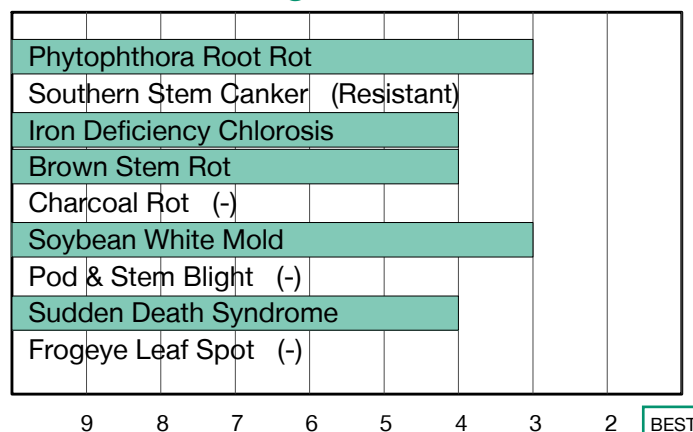 Phytophthora Root Rot
Southern Stem Canker (Resistant)
Iron Deficiency Chlorosis
Brown Stem Rot
Charcoal Rot (-)
Soybean White Mold
Pod & Stem Blight (-)
Sudden Death Syndrome
Frogeye Leaf Spot (-)
9 8 7 6 5 4 3 2 BEST